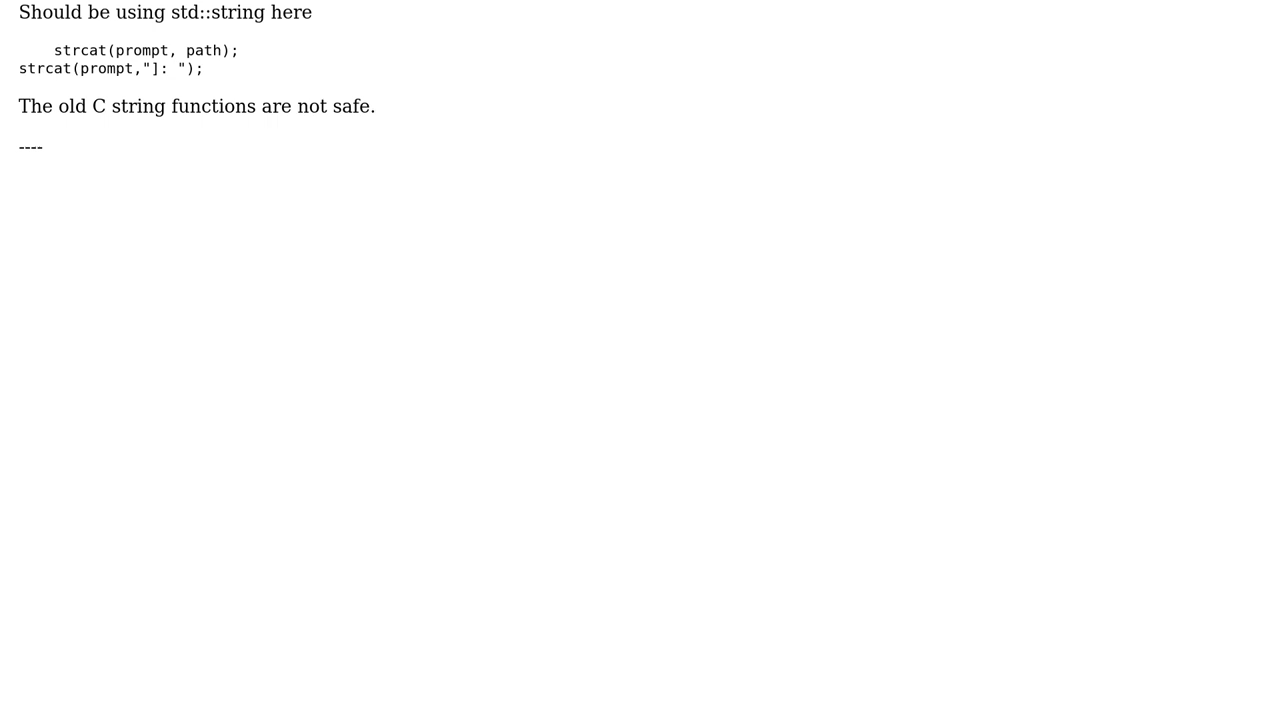 Should be using std::string here
    strcat(prompt, path);
strcat(prompt,"]: ");
The old C string functions are not safe.
----